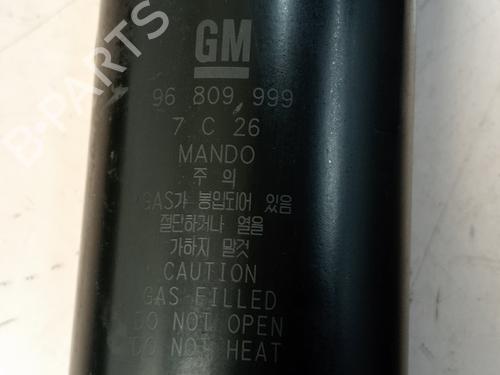 GM
96 809 999
7 C 26
MANDO
주 의
GAS가 봉입되어 있음
절단하거나 열을
가하지 말것
CAUTION
GAS FILLED
DO NOT OPEN
DO NOT HEAT
B-PARTS